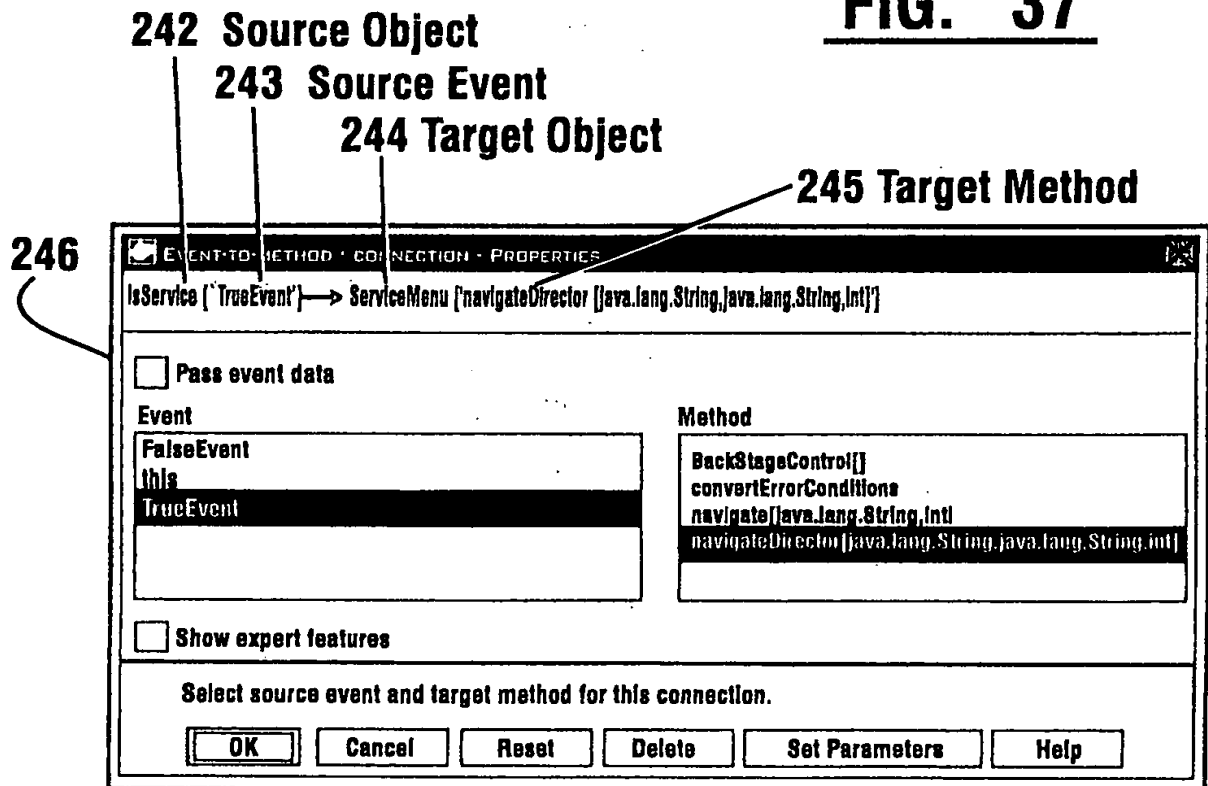 FIG. 37
242 Source Object
243 Source Event
244 Target Object
245 Target Method
246
EVENT-TO-METHOD · CONNECTION - PROPERTIES
IsService [`TrueEvent'}—> ServiceMenu ['navigateDirector [java.lang.String,java.lang.String,int]'}
Pass event data
Event
Method
FalseEvent
this
TrueEvent
BackStageControl[]
convertErrorConditions
navigate[java.lang.String,int]
navigateDirector[java.lang.String.java.lang.String.int]
Show expert features
Select source event and target method for this connection.
OK Cancel Reset Delete Set Parameters Help